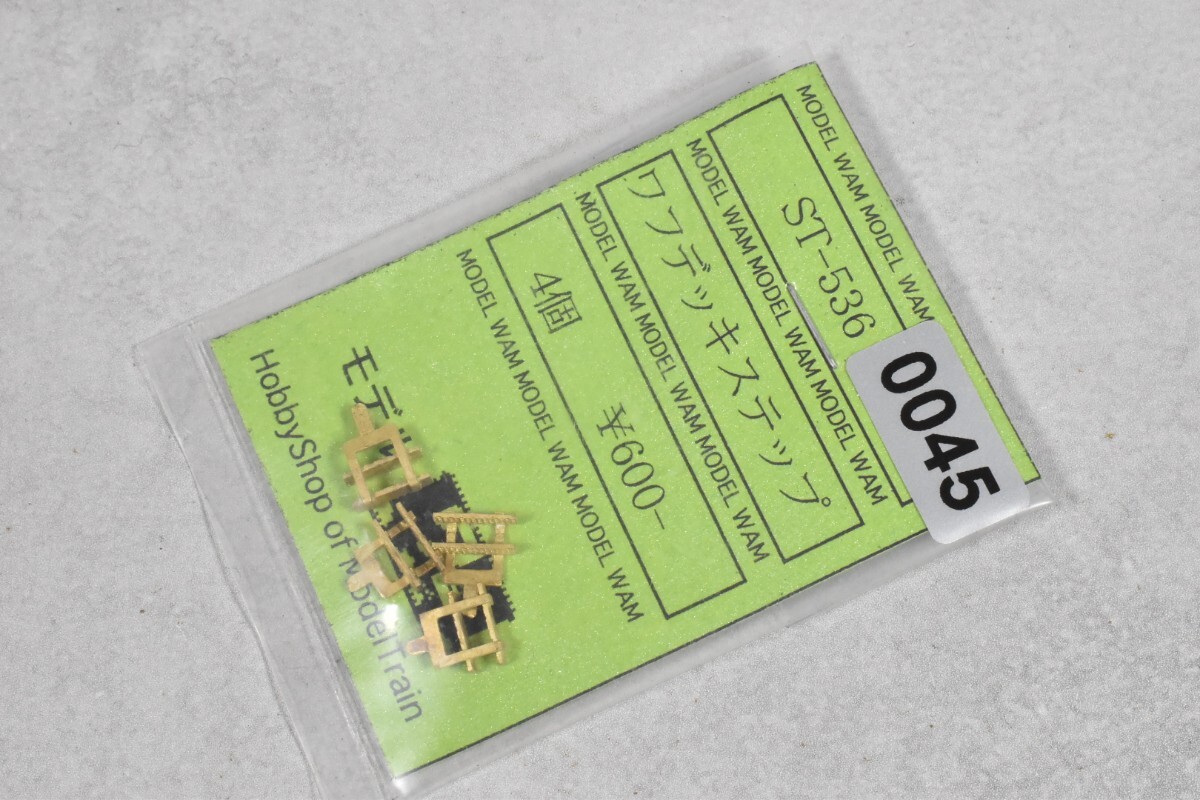 MODEL WAM MODEL WAM
ST-536
0045
MODEL WAM MODEL WAM MODEL WAM
ワフデッキステップ
MODEL WAM MODEL WAM MODEL WAM
4個 ¥600-
MODEL WAM MODEL WAM MODEL WAM
モデル
HobbyShop of ModelTrain